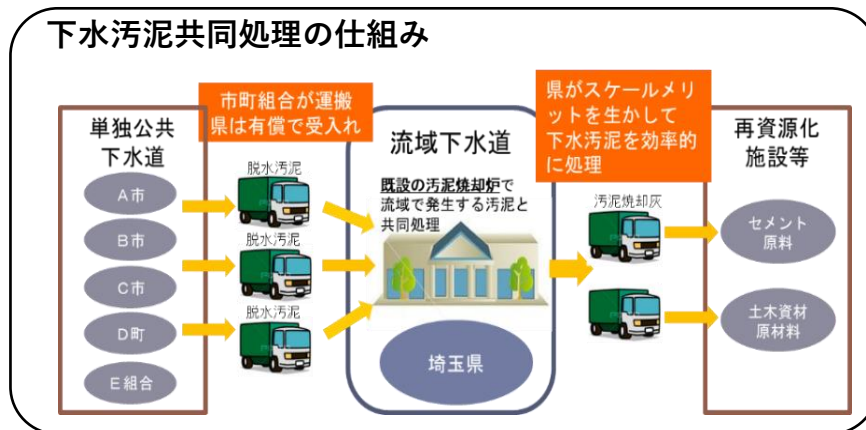 下水汚泥共同処理の仕組み
市町組合が運搬
県は有償で受入れ
県がスケールメリ
ットを生かして
下水汚泥を効率的
に処理
単独公共
下水道
A市
B市
C市
D町
E組合
脱水汚泥
脱水汚泥
脱水汚泥
流域下水道
既設の汚泥焼却炉で
流域で発生する汚泥と
共同処理
埼玉県
汚泥焼却灰
再資源化
施設等
セメント
原料
土木資材
原材料